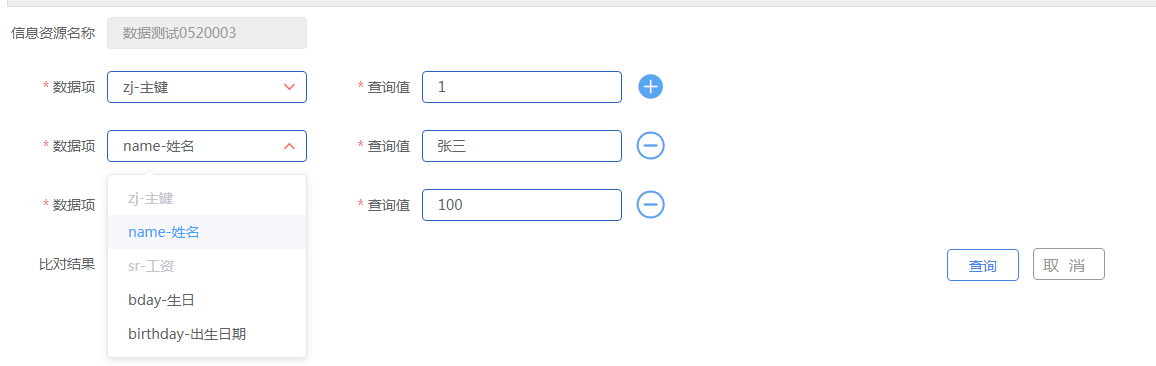 信息资源名称 数据测试0520003
* 数据项 zj-主键 * 查询值 1
* 数据项 name-姓名 * 查询值 张三
zj-主键
* 数据项 * 查询值 100
name-姓名
比对结果 sr-工资 查询 取 消
bday-生日
birthday-出生日期